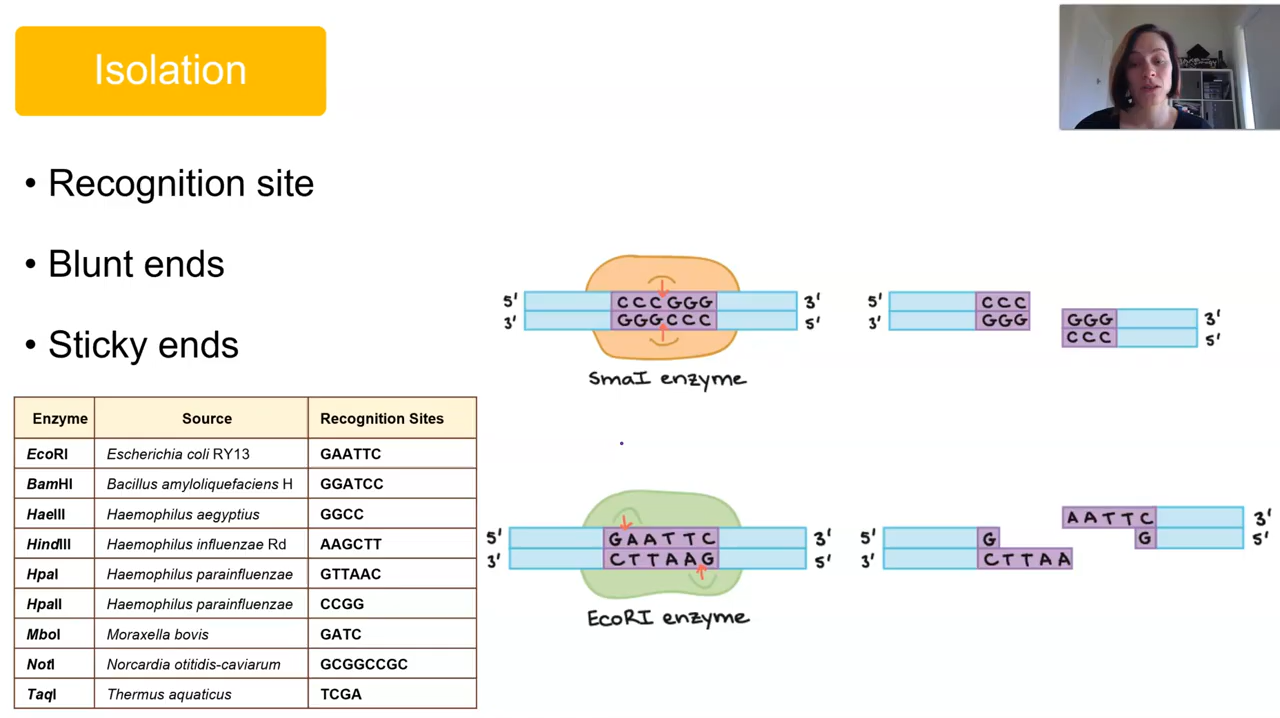 Isolation
• Recognition site
• Blunt ends
• Sticky ends
Enzyme Source Recognition Sites
EcoRI Escherichia coli RY13 GAATTC
BamHI Bacillus amyloliquefaciens H GGATCC
HaeIII Haemophilus aegyptius GGCC
HindIII Haemophilus influenzae Rd AAGCTT
HpaI Haemophilus parainfluenzae GTTAAC
HpaII Haemophilus parainfluenzae CCGG
MboI Moraxella bovis GATC
NotI Norcardia otitidis-caviarum GCGGCCGC
TaqI Thermus aquaticus TCGA
5' CCCGGG 3'
3' GGGCCC 5'
SmaI enzyme
5' CCC
3' GGG
GGG 3'
CCC 5'
5' GAATTC 3'
3' CTTAAG 5'
EcoRI enzyme
5' G
3' CTTAA
AATTC 3'
G 5'